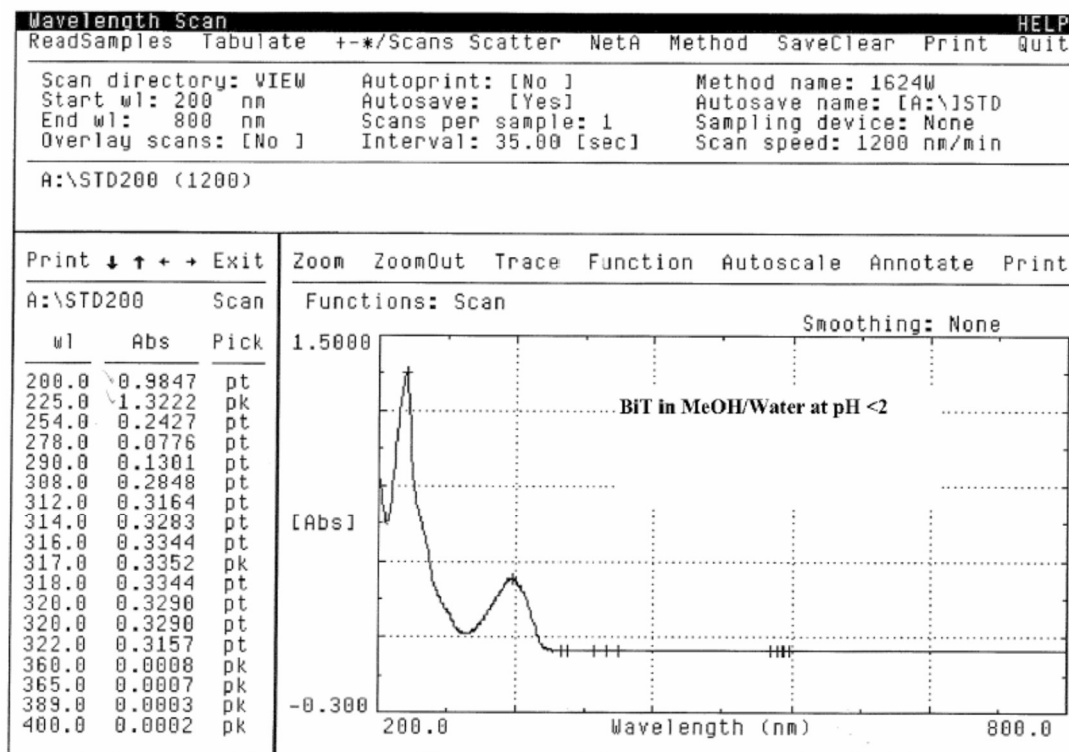 Wavelength Scan HELP
ReadSamples Tabulate +-*/Scans Scatter NetA Method SaveClear Print Quit
Scan directory: VIEW Autoprint: [No ] Method name: 1624W
Start wl: 200 nm Autosave: [Yes] Autosave name: [A:\]STD
End wl: 800 nm Scans per sample: 1 Sampling device: None
Overlay scans: [No ] Interval: 35.00 [sec] Scan speed: 1200 nm/min
A:\STD200 (1200)
Print ↓ ↑ ← → Exit
A:\STD200 Scan
wl Abs Pick
200.0 0.9847 pt
225.0 1.3222 pk
254.0 0.2427 pt
278.0 0.0776 pt
290.0 0.1301 pt
308.0 0.2848 pt
312.0 0.3164 pt
314.0 0.3283 pt
316.0 0.3344 pt
317.0 0.3352 pk
318.0 0.3344 pt
320.0 0.3290 pt
320.0 0.3290 pt
322.0 0.3157 pt
360.0 0.0008 pk
365.0 0.0007 pk
389.0 0.0003 pk
400.0 0.0002 pk
Zoom ZoomOut Trace Function Autoscale Annotate Print
Functions: Scan
Smoothing: None
1.5000
BiT in MeOH/Water at pH <2
[Abs]
-0.300
200.0 Wavelength (nm) 800.0